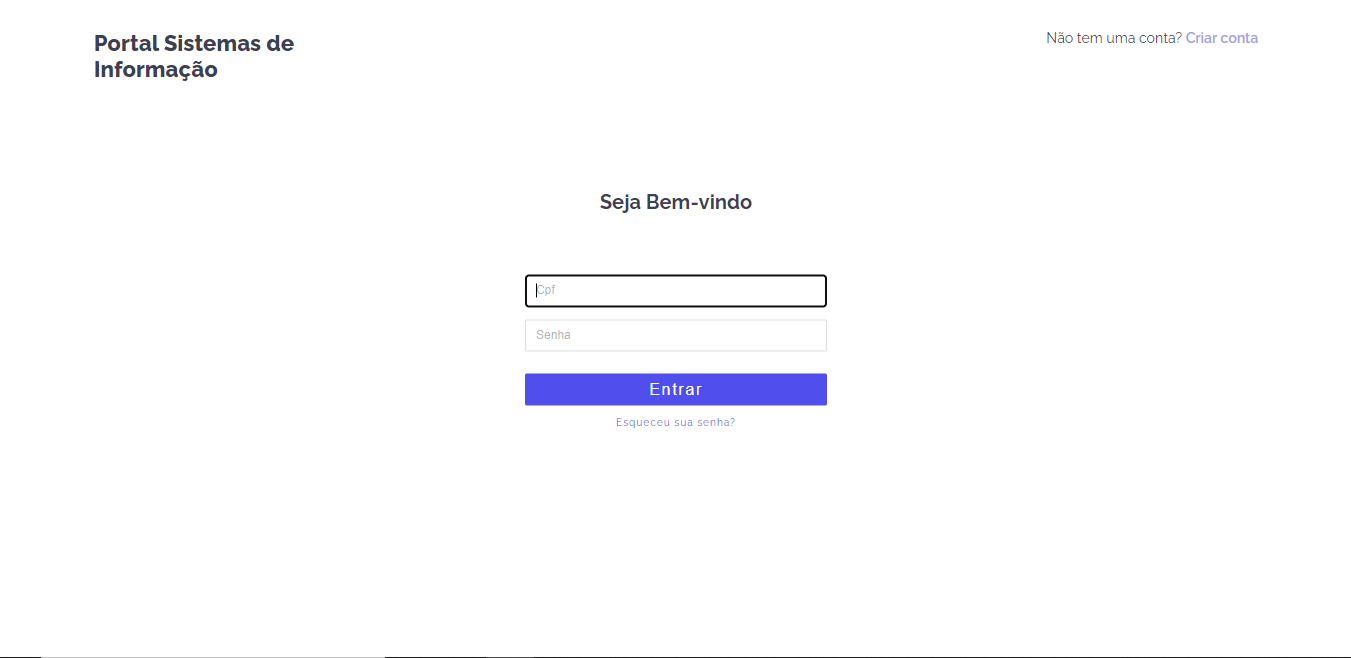 Portal Sistemas de
Informação
Não tem uma conta? Criar conta
Seja Bem-vindo
Cpf
Senha
Entrar
Esqueceu sua senha?